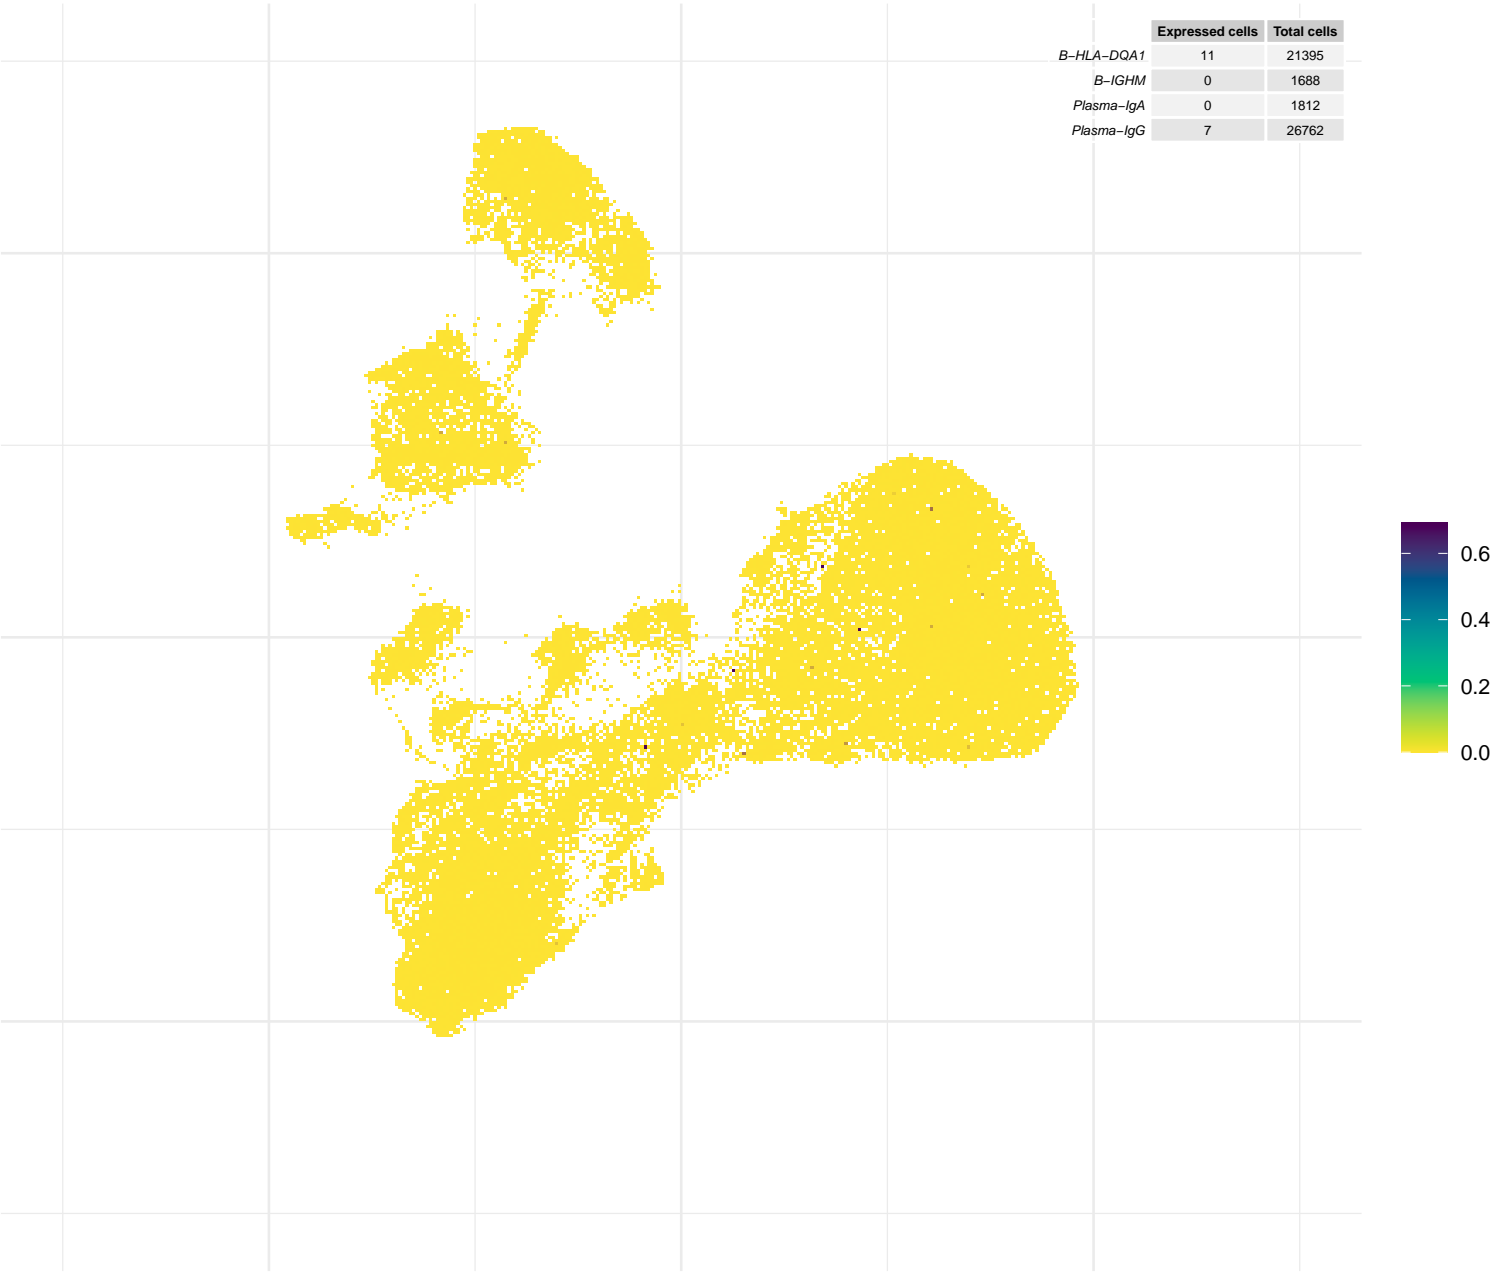 Expressed cells Total cells
B−HLA−DQA1 11 21395
B−IGHM 0 1688
Plasma−IgA 0 1812
Plasma−IgG 7 26762
0.6
0.4
0.2
0.0